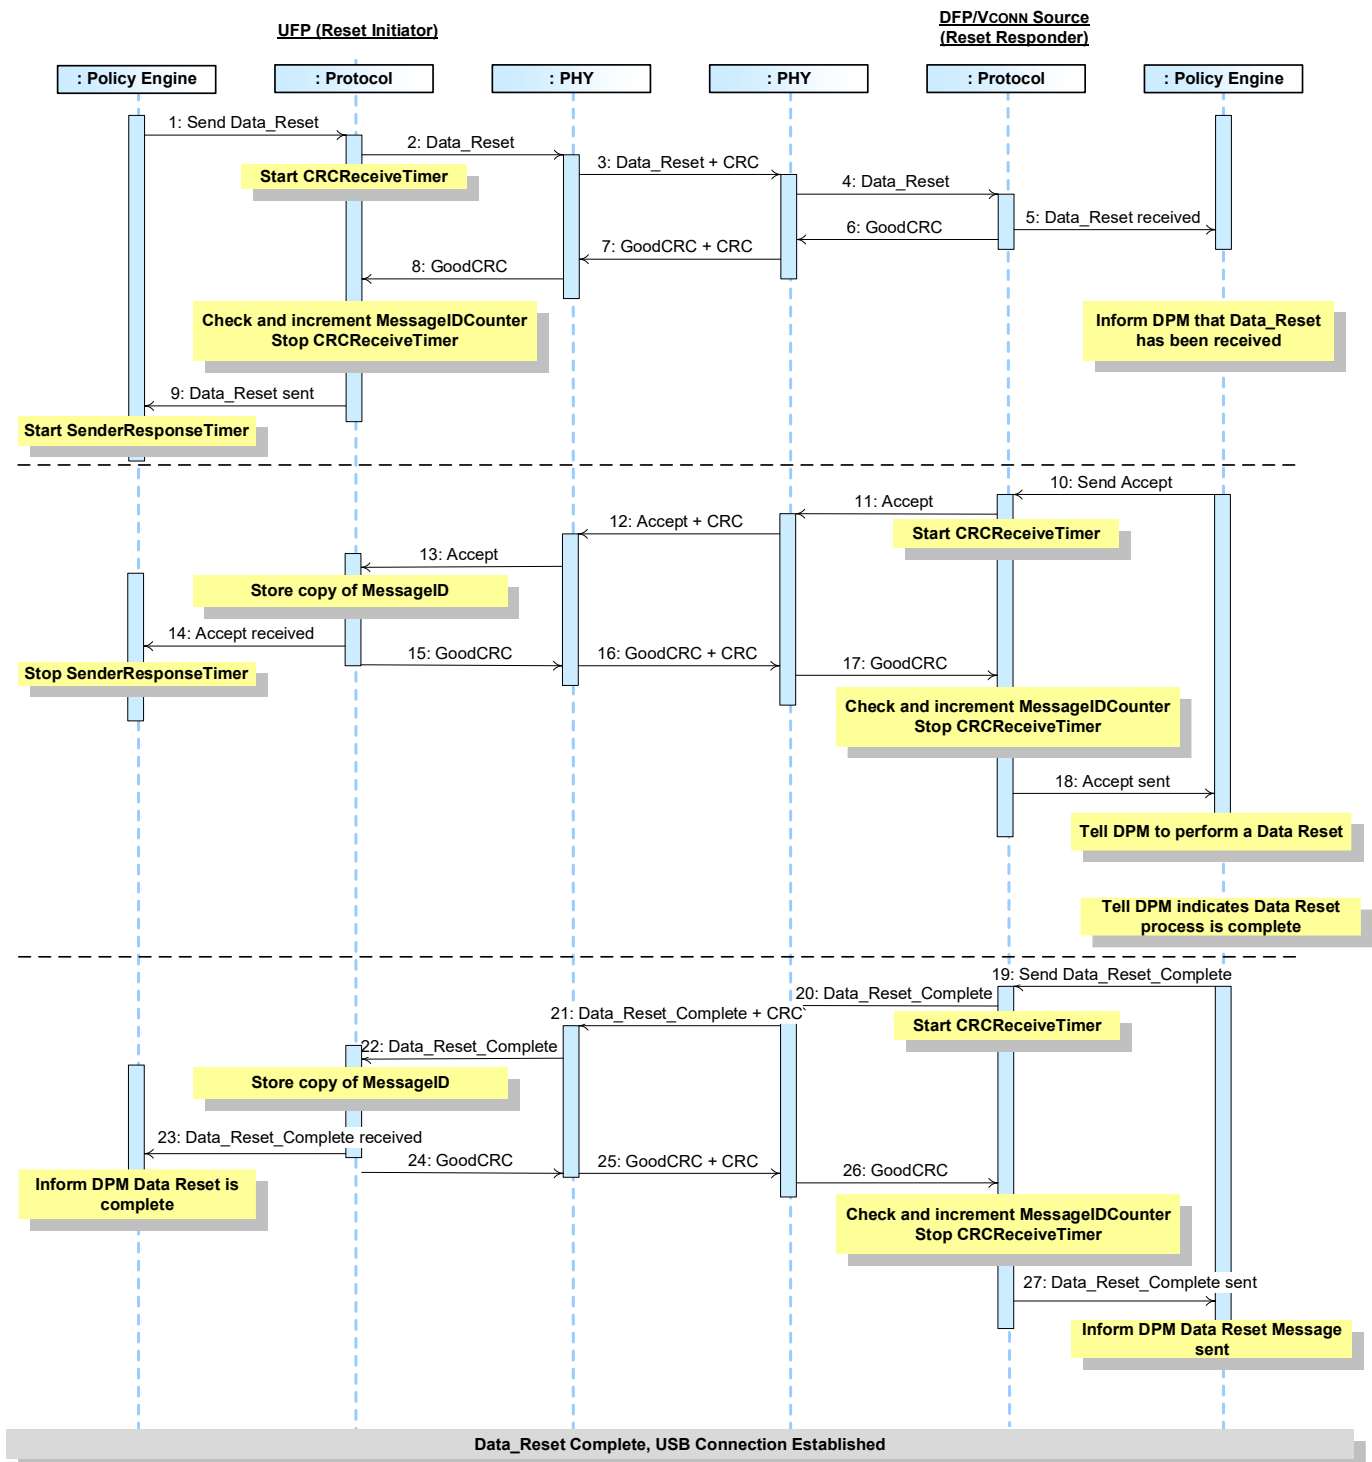 UFP (Reset Initiator)
DFP/VCONN Source
(Reset Responder)
: Policy Engine
: Protocol
: PHY
: PHY
: Protocol
: Policy Engine
1: Send Data_Reset
2: Data_Reset
Start CRCReceiveTimer
3: Data_Reset + CRC
4: Data_Reset
5: Data_Reset received
6: GoodCRC
7: GoodCRC + CRC
8: GoodCRC
Check and increment MessageIDCounter
Stop CRCReceiveTimer
Inform DPM that Data_Reset
has been received
9: Data_Reset sent
Start SenderResponseTimer
10: Send Accept
11: Accept
Start CRCReceiveTimer
12: Accept + CRC
13: Accept
Store copy of MessageID
14: Accept received
Stop SenderResponseTimer
15: GoodCRC
16: GoodCRC + CRC
17: GoodCRC
Check and increment MessageIDCounter
Stop CRCReceiveTimer
18: Accept sent
Tell DPM to perform a Data Reset
Tell DPM indicates Data Reset
process is complete
19: Send Data_Reset_Complete
20: Data_Reset_Complete
Start CRCReceiveTimer
21: Data_Reset_Complete + CRC
22: Data_Reset_Complete
Store copy of MessageID
23: Data_Reset_Complete received
Inform DPM Data Reset is
complete
24: GoodCRC
25: GoodCRC + CRC
26: GoodCRC
Check and increment MessageIDCounter
Stop CRCReceiveTimer
27: Data_Reset_Complete sent
Inform DPM Data Reset Message
sent
Data_Reset Complete, USB Connection Established